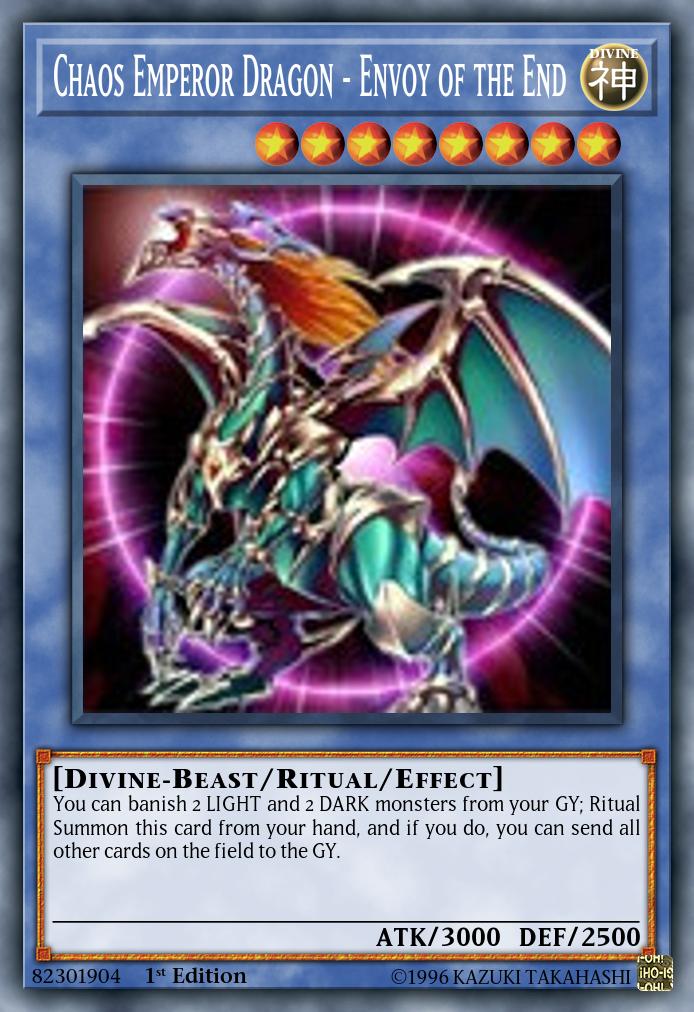 Chaos Emperor Dragon - Envoy of the End
DIVINE
神
[Divine-Beast/Ritual/Effect]
You can banish 2 LIGHT and 2 DARK monsters from your GY; Ritual
Summon this card from your hand, and if you do, you can send all
other cards on the field to the GY.
ATK/3000 DEF/2500
82301904 1st Edition ©1996 KAZUKI TAKAHASHI